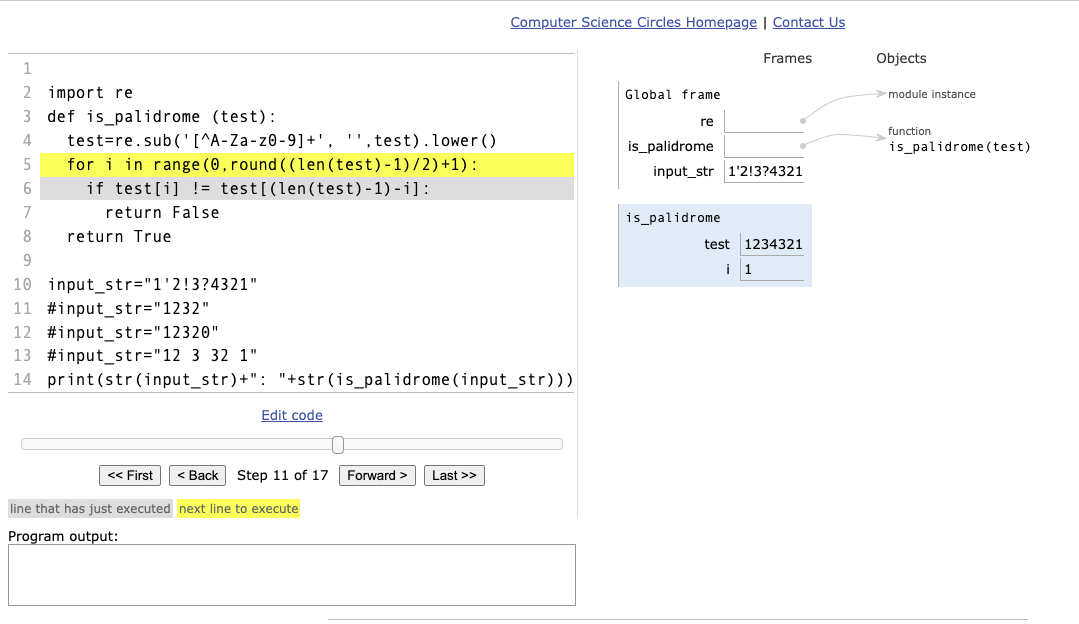 Computer Science Circles Homepage | Contact Us
1
2 import re
3 def is_palidrome (test):
4   test=re.sub('[^A-Za-z0-9]+', '',test).lower()
5   for i in range(0,round((len(test)-1)/2)+1):
6     if test[i] != test[(len(test)-1)-i]:
7       return False
8   return True
9
10 input_str="1'2!3?4321"
11 #input_str="1232"
12 #input_str="12320"
13 #input_str="12 3 32 1"
14 print(str(input_str)+": "+str(is_palidrome(input_str)))
Edit code
<< First < Back Step 11 of 17 Forward > Last >>
line that has just executed next line to execute
Program output:
Frames Objects
Global frame
re
is_palidrome
input_str 1'2!3?4321
module instance
function
is_palidrome(test)
is_palidrome
test 1234321
i 1